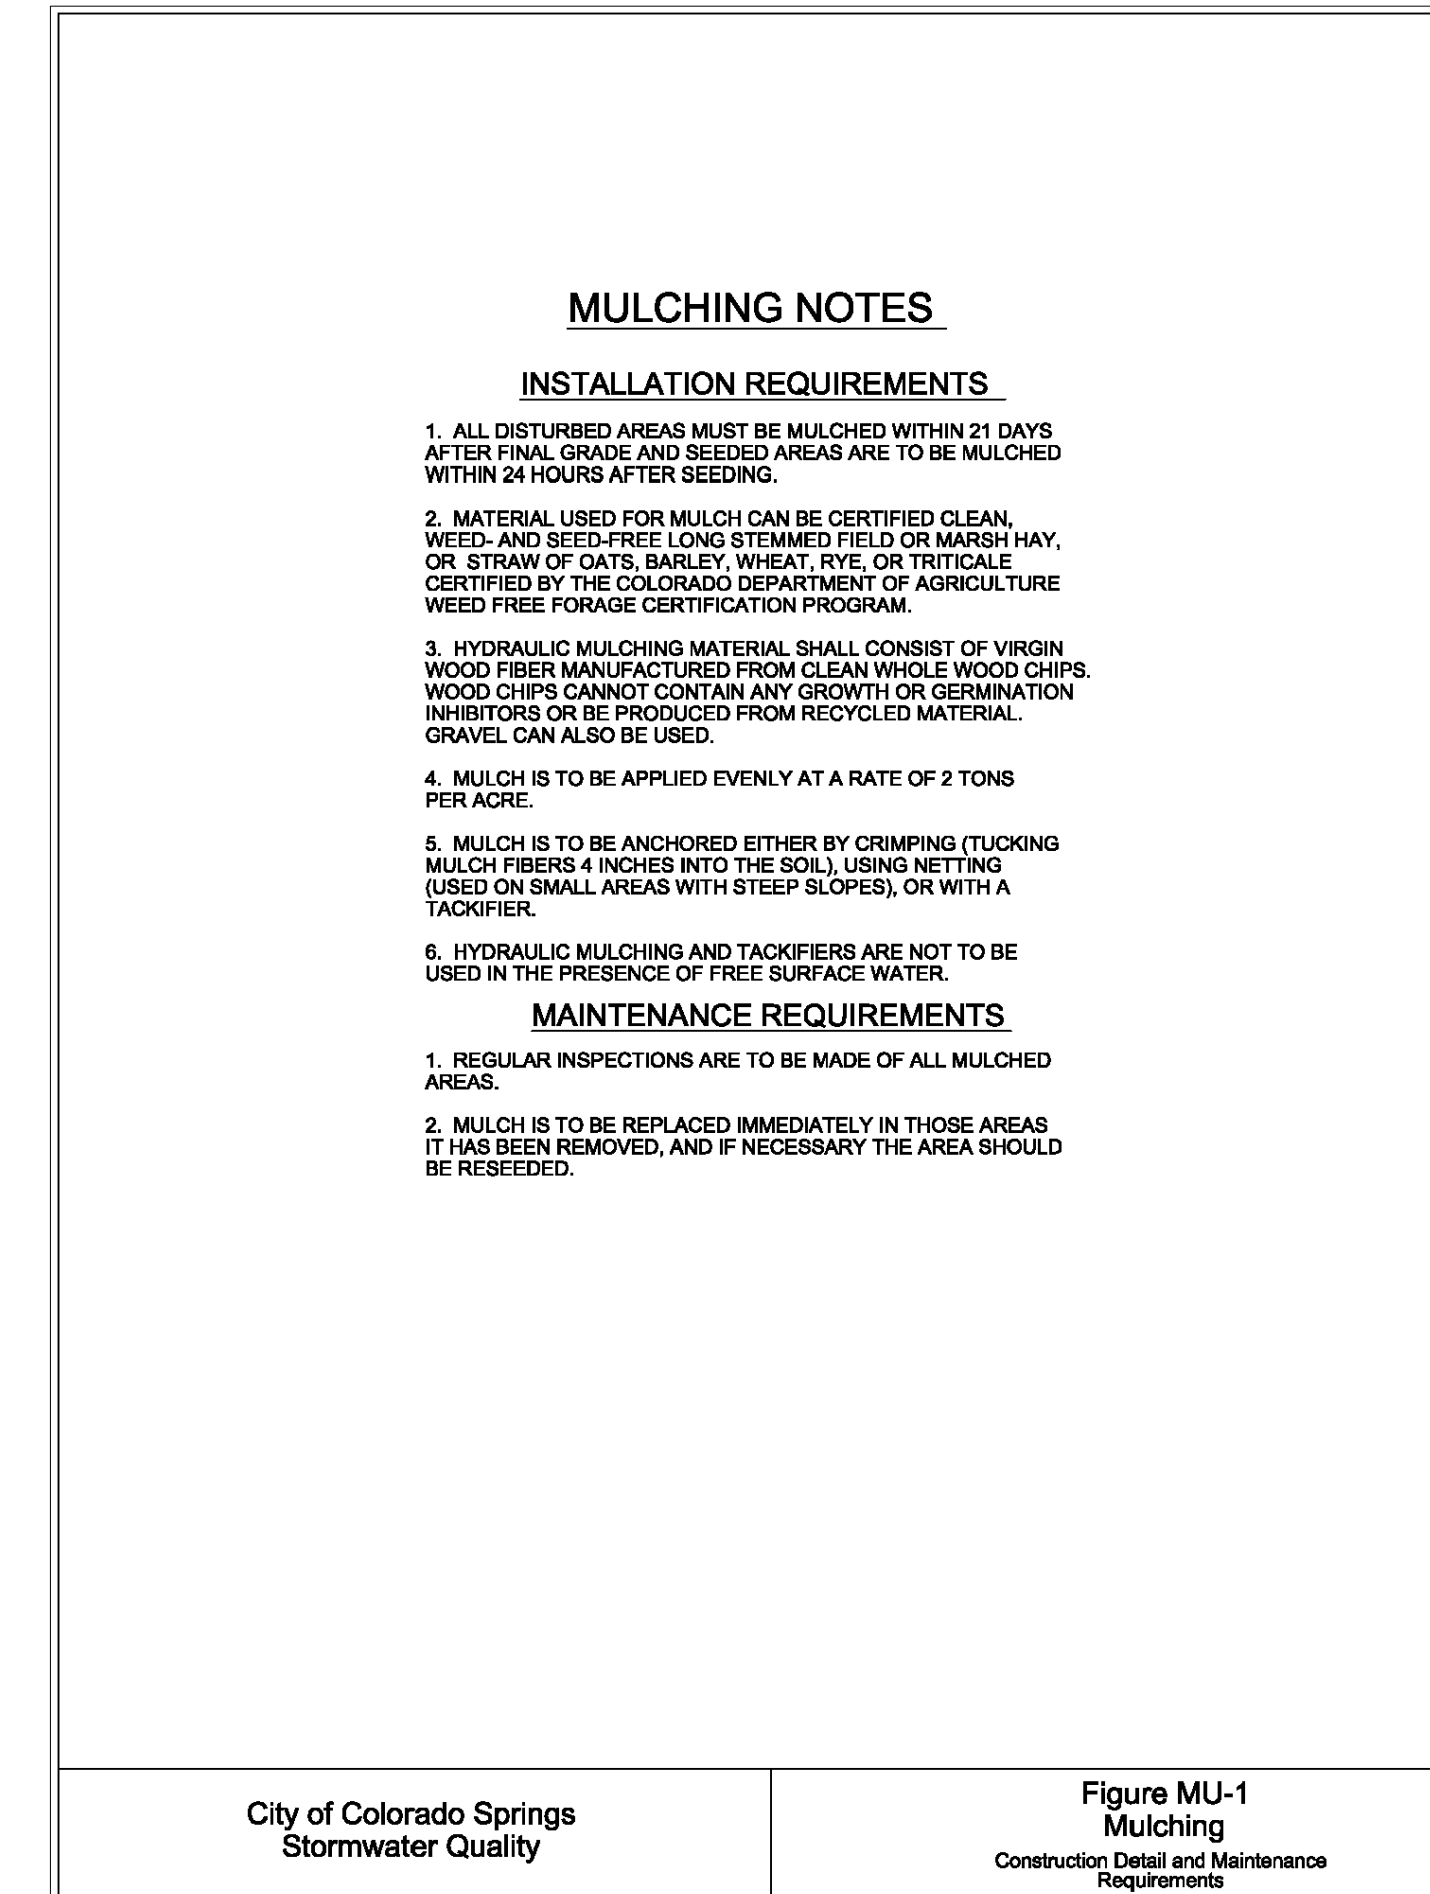 MULCHING NOTES
INSTALLATION REQUIREMENTS
1. ALL DISTURBED AREAS MUST BE MULCHED WITHIN 21 DAYS
AFTER FINAL GRADE AND SEEDED AREAS ARE TO BE MULCHED
WITHIN 24 HOURS AFTER SEEDING.
2. MATERIAL USED FOR MULCH CAN BE CERTIFIED CLEAN,
WEED- AND SEED-FREE LONG STEMMED FIELD OR MARSH HAY,
OR STRAW OF OATS, BARLEY, WHEAT, RYE, OR TRITICALE
CERTIFIED BY THE COLORADO DEPARTMENT OF AGRICULTURE
WEED FREE FORAGE CERTIFICATION PROGRAM.
3. HYDRAULIC MULCHING MATERIAL SHALL CONSIST OF VIRGIN
WOOD FIBER MANUFACTURED FROM CLEAN WHOLE WOOD CHIPS.
WOOD CHIPS CANNOT CONTAIN ANY GROWTH OR GERMINATION
INHIBITORS OR BE PRODUCED FROM RECYCLED MATERIAL.
GRAVEL CAN ALSO BE USED.
4. MULCH IS TO BE APPLIED EVENLY AT A RATE OF 2 TONS
PER ACRE.
5. MULCH IS TO BE ANCHORED EITHER BY CRIMPING (TUCKING
MULCH FIBERS 4 INCHES INTO THE SOIL), USING NETTING
(USED ON SMALL AREAS WITH STEEP SLOPES), OR WITH A
TACKIFIER.
6. HYDRAULIC MULCHING AND TACKIFIERS ARE NOT TO BE
USED IN THE PRESENCE OF FREE SURFACE WATER.
MAINTENANCE REQUIREMENTS
1. REGULAR INSPECTIONS ARE TO BE MADE OF ALL MULCHED
AREAS.
2. MULCH IS TO BE REPLACED IMMEDIATELY IN THOSE AREAS
IT HAS BEEN REMOVED, AND IF NECESSARY THE AREA SHOULD
BE RESEEDED.
City of Colorado Springs
Stormwater Quality
Figure MU-1
Mulching
Construction Detail and Maintenance
Requirements